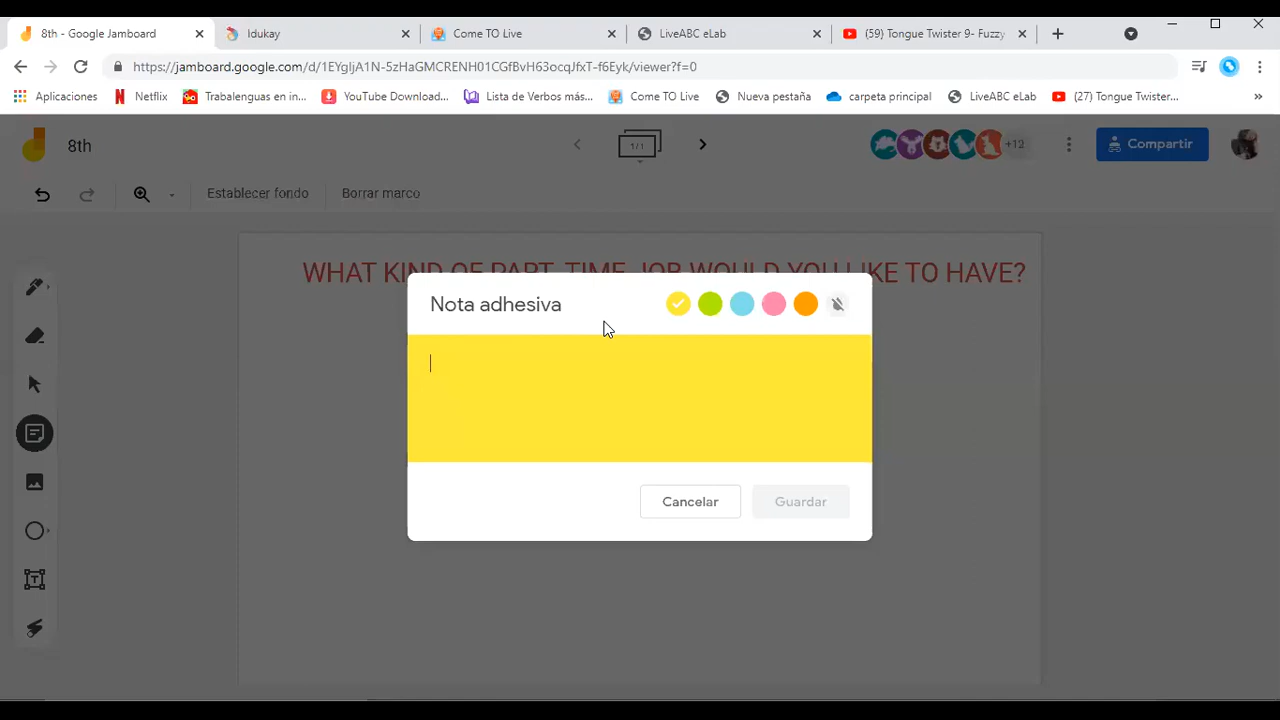 8th - Google Jamboard
Idukay
Come TO Live
LiveABC eLab
(59) Tongue Twister 9- Fuzzy
https://jamboard.google.com/d/1EYgljA1N-5zHaGMCRENH01CGfBvH63ocqJfxT-f6Eyk/viewer?f=0
Aplicaciones
Netflix
Trabalenguas en in...
YouTube Download...
Lista de Verbos más...
Come TO Live
Nueva pestaña
carpeta principal
LiveABC eLab
(27) Tongue Twister...
»
8th
1/1
+12
Compartir
Establecer fondo
Borrar marco
WHAT KIND OF PART-TIME JOB WOULD YOU LIKE TO HAVE?
Nota adhesiva
Cancelar
Guardar